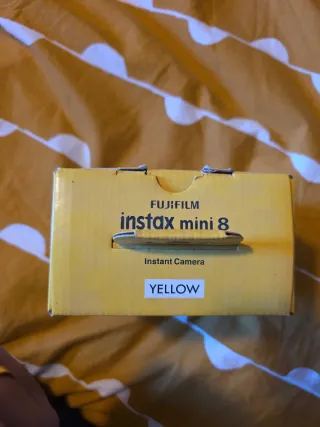 FUJIFILM
instax mini 8
Instant Camera
YELLOW